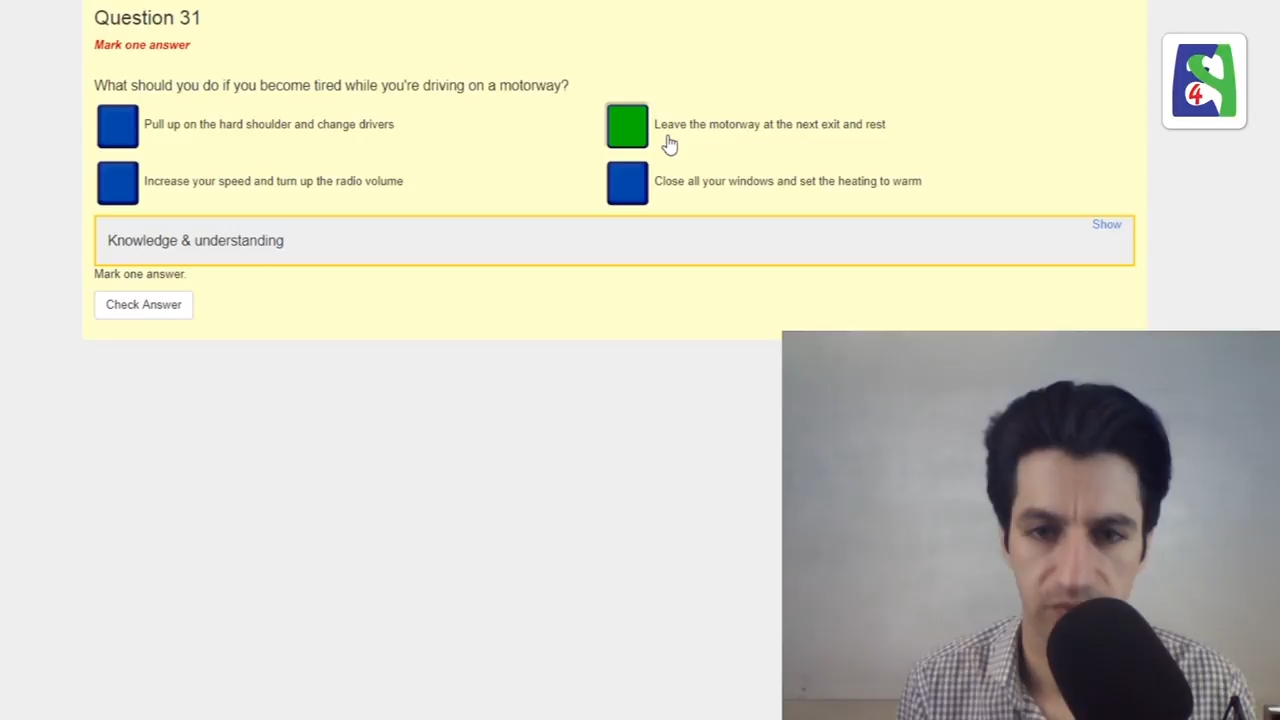 Question 31
Mark one answer
What should you do if you become tired while you're driving on a motorway?
Pull up on the hard shoulder and change drivers
Leave the motorway at the next exit and rest
Increase your speed and turn up the radio volume
Close all your windows and set the heating to warm
Show
Knowledge & understanding
Mark one answer.
Check Answer
4